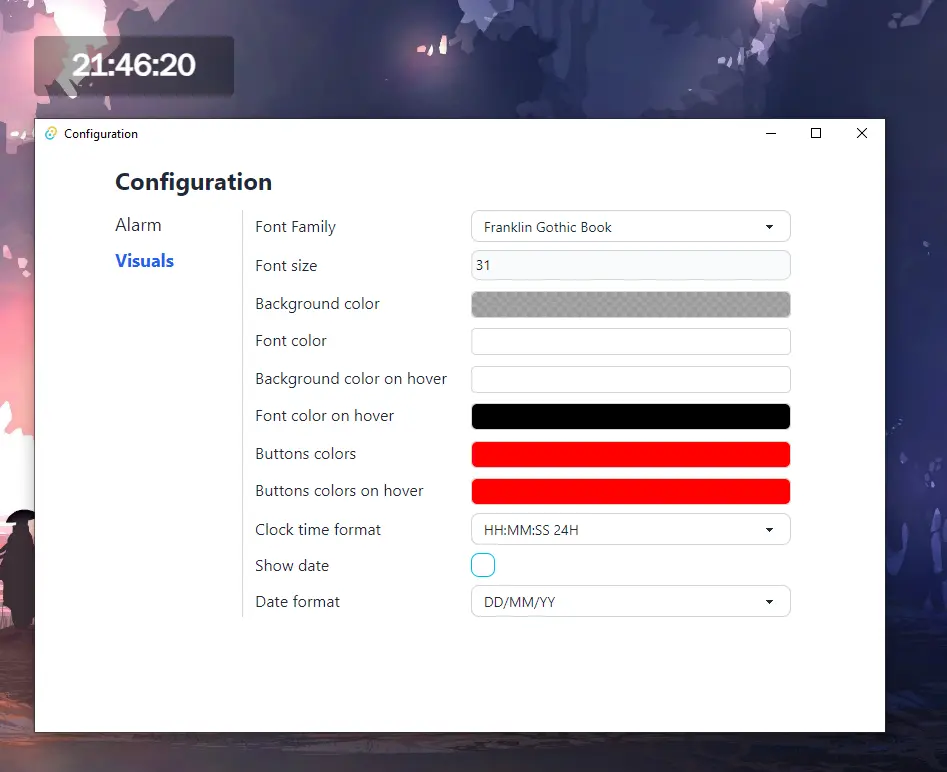 21:46:20
Configuration
Configuration
Alarm
Visuals
Font Family
Franklin Gothic Book
Font size
31
Background color
Font color
Background color on hover
Font color on hover
Buttons colors
Buttons colors on hover
Clock time format
HH:MM:SS 24H
Show date
Date format
DD/MM/YY